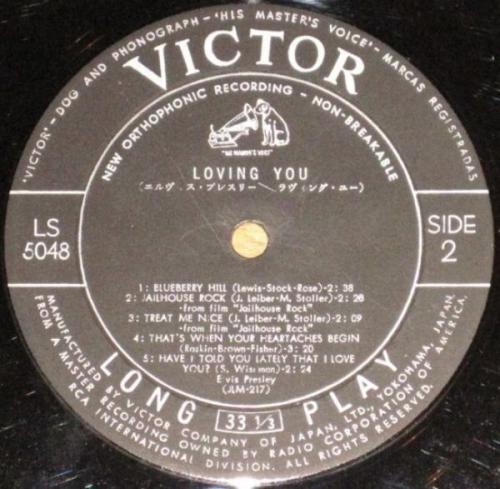 'VICTOR' - DOG AND PHONOGRAPH - 'HIS MASTER'S VOICE' - MARCAS REGISTRADAS
VICTOR
NEW ORTHOPHONIC RECORDING - NON-BREAKABLE
"HIS MASTER'S VOICE"
LOVING YOU
(エルヴィス・プレスリー/ラヴィング・ユー)
LS
5048
SIDE
2
1: BLUEBERRY HILL (Lewis-Stock-Rose)-2: 38
2: JAILHOUSE ROCK (J. Leiber-M. Stoller)-2: 26
-from film "Jailhouse Rock"
3: TREAT ME NICE (J. Leiber-M. Stoller)-2: 09
-from film "Jailhouse Rock"
4: THAT'S WHEN YOUR HEARTACHES BEGIN
(Raskin-Brown-Fisher)-3: 20
5: HAVE I TOLD YOU LATELY THAT I LOVE
YOU? (S. Wiseman)-2: 24
Elvis Presley
(JLM-217)
LONG PLAY
33 1/3
MANUFACTURED BY VICTOR COMPANY OF JAPAN, LTD., YOKOHAMA, JAPAN
FROM A MASTER RECORDING OWNED BY RADIO CORPORATION OF AMERICA.
RCA INTERNATIONAL DIVISION. ALL RIGHTS RESERVED.